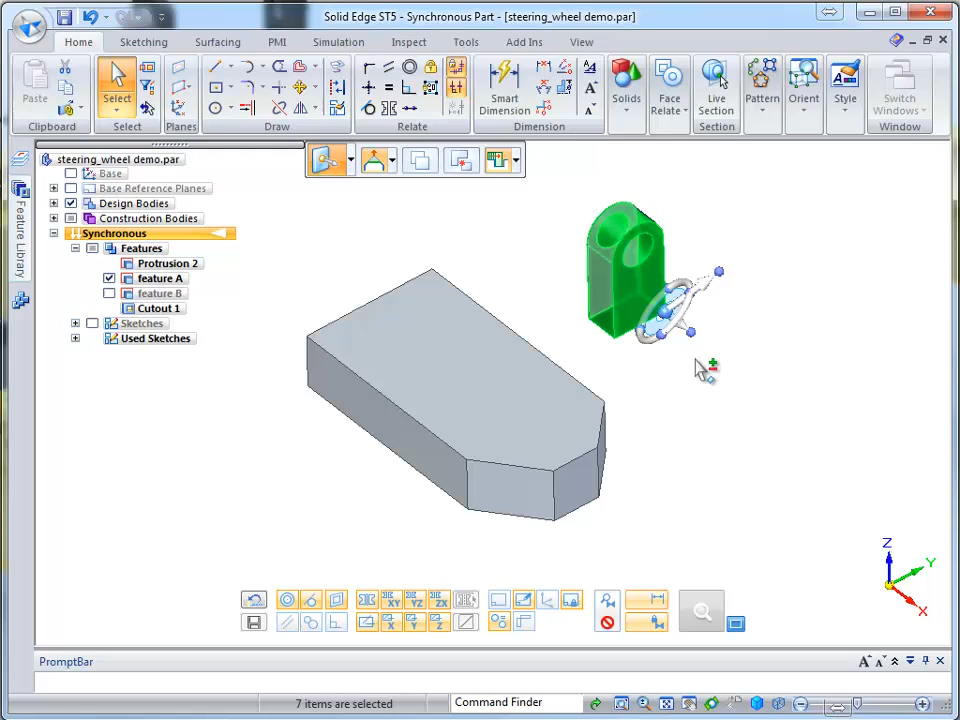 Solid Edge ST5 - Synchronous Part - [steering_wheel demo.par]
Home Sketching Surfacing PMI Simulation Inspect Tools Add Ins View
Paste
Select
Smart Dimension
Solids
Face Relate
Live Section
Pattern
Orient
Style
Switch Windows
Clipboard Select Planes Draw Relate Dimension Section Window
steering_wheel demo.par
Base
Base Reference Planes
Design Bodies
Construction Bodies
Synchronous
Features
Protrusion 2
feature A
feature B
Cutout 1
Sketches
Used Sketches
Feature Library
Z
Y
X
XY YZ ZX
X Y Z
PromptBar
7 items are selected
Command Finder